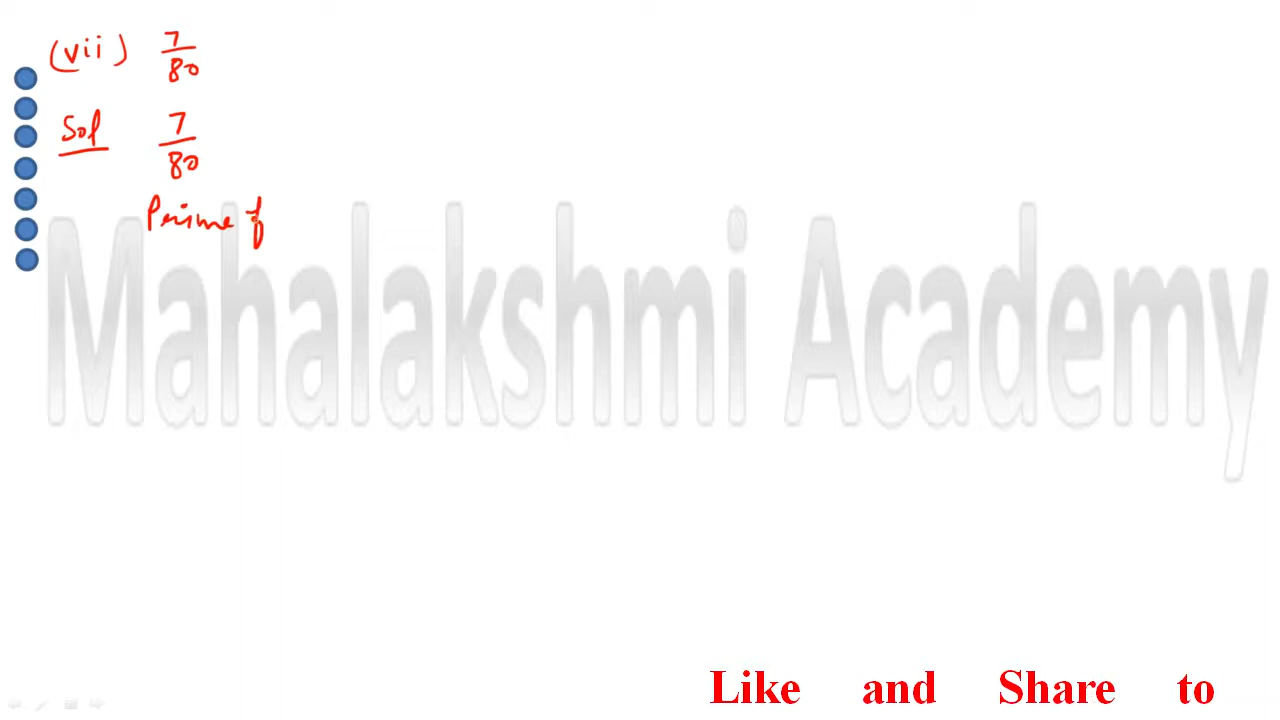 (vii) 7/80
Sol 7/80
Prime f
Mahalakshmi Academy
Like and Share to